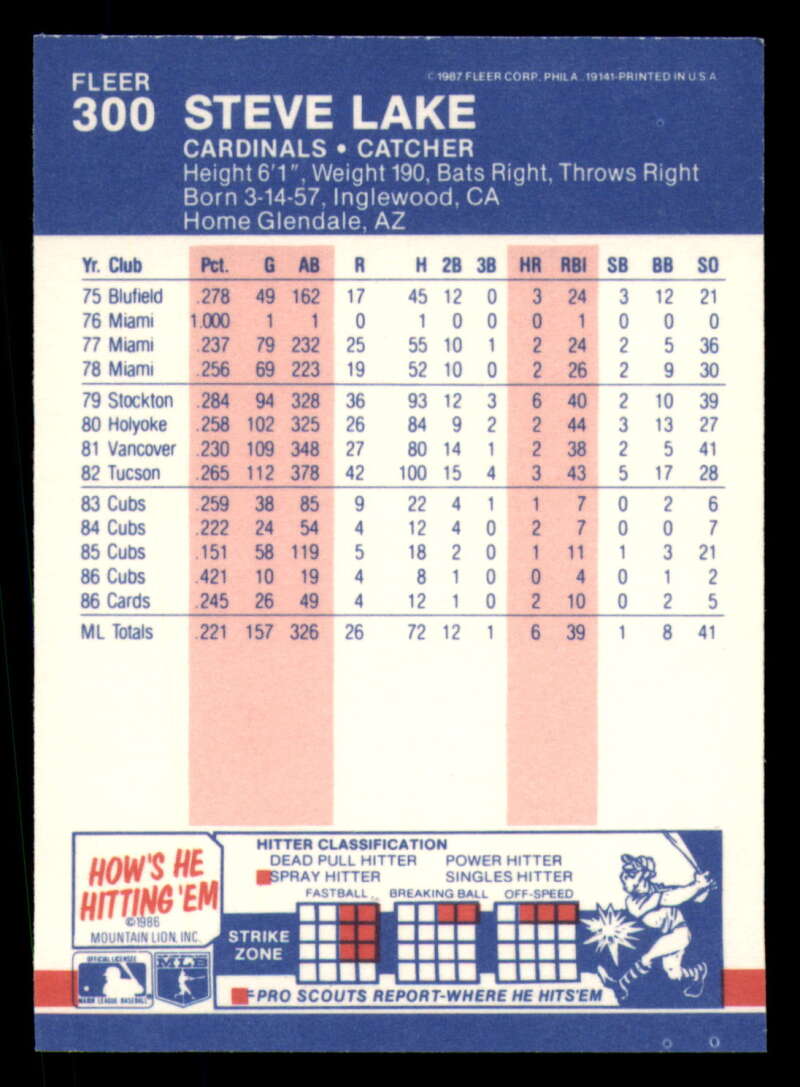 FLEER
©1987 FLEER CORP. PHILA. 19141-PRINTED IN U.S.A.
300 STEVE LAKE
CARDINALS • CATCHER
Height 6'1", Weight 190, Bats Right, Throws Right
Born 3-14-57, Inglewood, CA
Home Glendale, AZ
Yr. Club Pct. G AB R H 2B 3B HR RBI SB BB SO
75 Blufield .278 49 162 17 45 12 0 3 24 3 12 21
76 Miami 1.000 1 1 0 1 0 0 0 1 0 0 0
77 Miami .237 79 232 25 55 10 1 2 24 2 5 36
78 Miami .256 69 223 19 52 10 0 2 26 2 9 30
79 Stockton .284 94 328 36 93 12 3 6 40 2 10 39
80 Holyoke .258 102 325 26 84 9 2 2 44 3 13 27
81 Vancover .230 109 348 27 80 14 1 2 38 2 5 41
82 Tucson .265 112 378 42 100 15 4 3 43 5 17 28
83 Cubs .259 38 85 9 22 4 1 1 7 0 2 6
84 Cubs .222 24 54 4 12 4 0 2 7 0 0 7
85 Cubs .151 58 119 5 18 2 0 1 11 1 3 21
86 Cubs .421 10 19 4 8 1 0 0 4 0 1 2
86 Cards .245 26 49 4 12 1 0 2 10 0 2 5
ML Totals .221 157 326 26 72 12 1 6 39 1 8 41
HOW'S HE
HITTING 'EM
©1986
MOUNTAIN LION, INC.
HITTER CLASSIFICATION
DEAD PULL HITTER POWER HITTER
SPRAY HITTER SINGLES HITTER
FASTBALL BREAKING BALL OFF-SPEED
STRIKE
ZONE
=PRO SCOUTS REPORT-WHERE HE HITS'EM
OFFICIAL LICENSEE
MAJOR LEAGUE BASEBALL
MLB